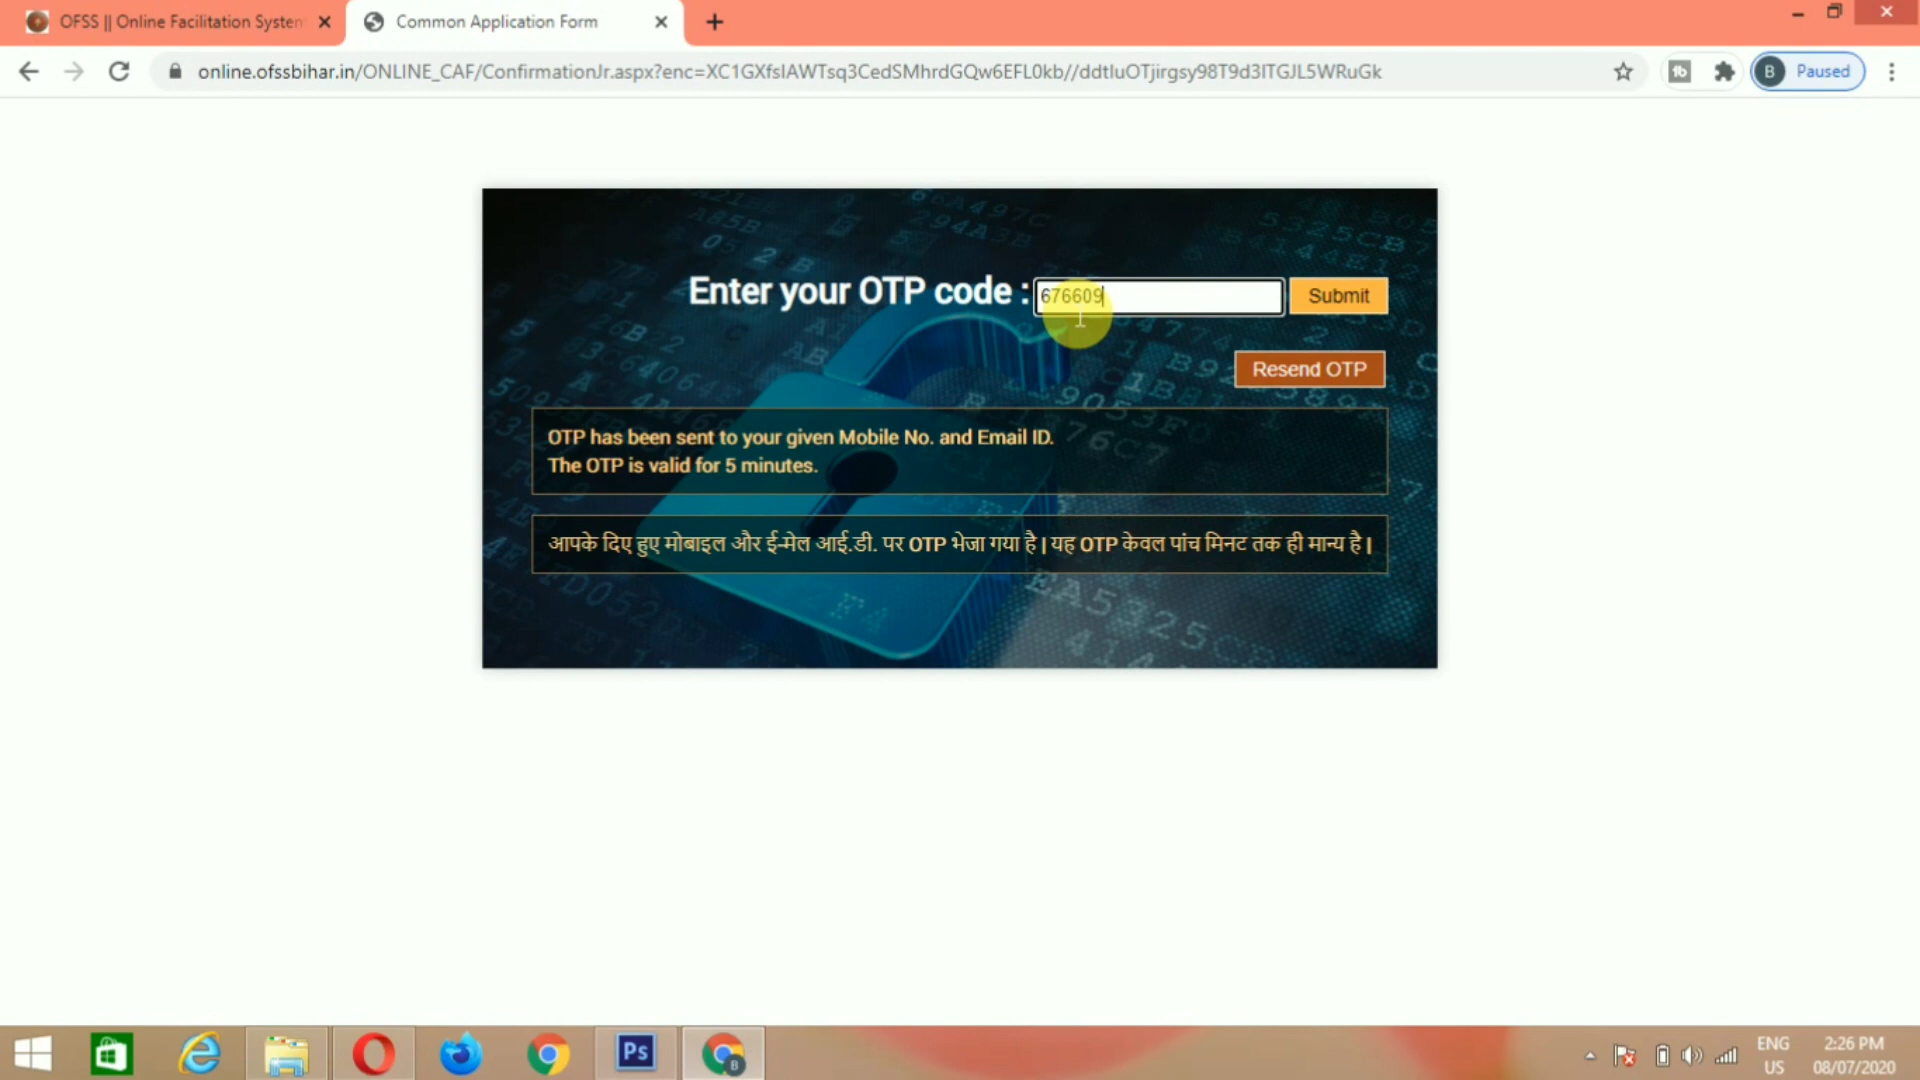 OFSS || Online Facilitation System
Common Application Form
online.ofssbihar.in/ONLINE_CAF/ConfirmationJr.aspx?enc=XC1GXfsIAWTsq3CedSMhrdGQw6EFL0kb//ddtIuOTjirgsy98T9d3ITGJL5WRuGk
B Paused
Enter your OTP code :
676609
Submit
Resend OTP
OTP has been sent to your given Mobile No. and Email ID.
The OTP is valid for 5 minutes.
आपके दिए हुए मोबाइल और ई-मेल आई.डी. पर OTP भेजा गया है | यह OTP केवल पांच मिनट तक ही मान्य है |
Ps
B
ENG
US
2:26 PM
08/07/2020